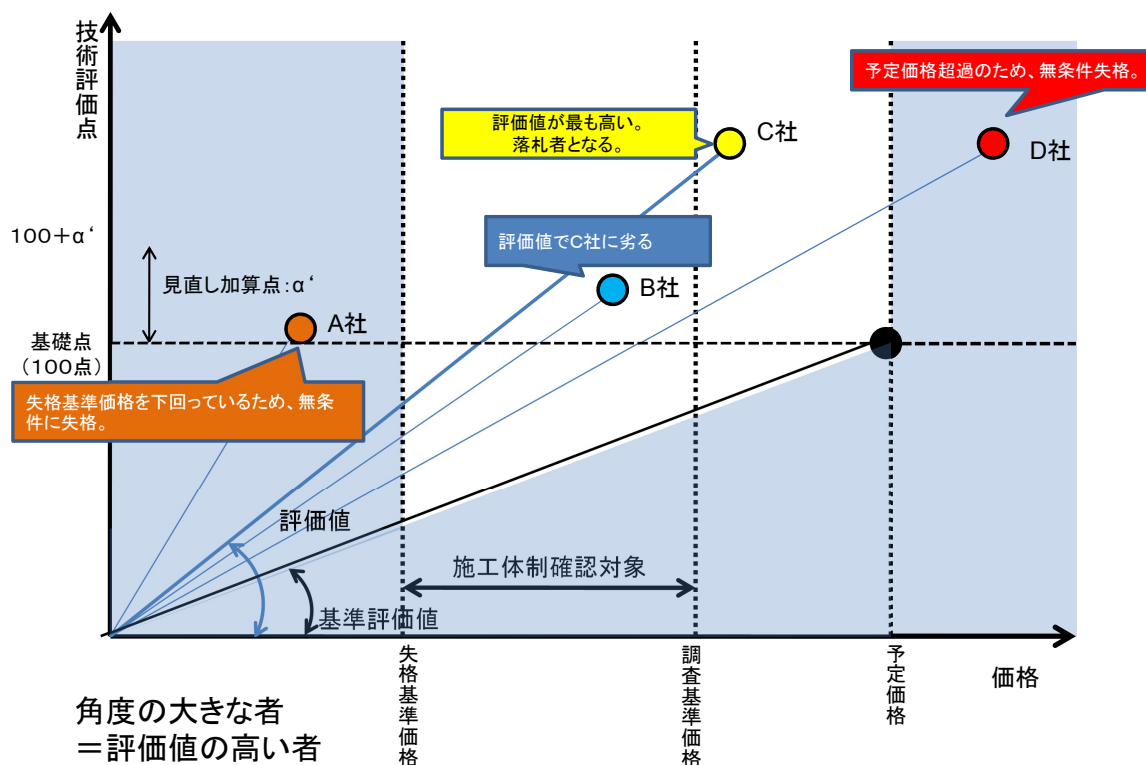 技術評価点
予定価格超過のため、無条件失格。
評価値が最も高い。
落札者となる。
C社
D社
100+α‘
評価値でC社に劣る
見直し加算点:α‘
B社
A社
基礎点
(100点)
失格基準価格を下回っているため、無条
件に失格。
評価値
施工体制確認対象
基準評価値
失格基準価格
調査基準価格
予定価格
価格
角度の大きな者
=評価値の高い者